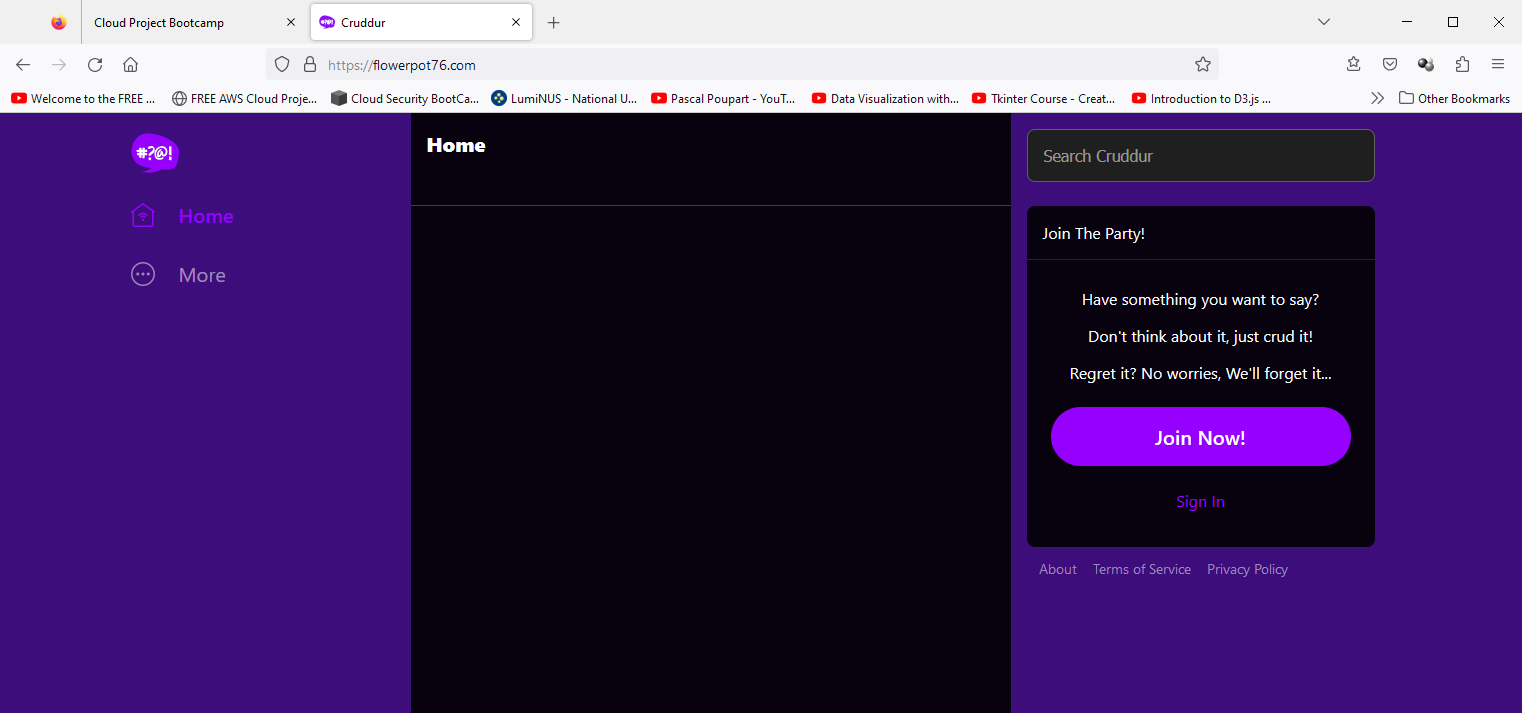 Cloud Project Bootcamp
Cruddur
https://flowerpot76.com
Welcome to the FREE ...
FREE AWS Cloud Proje...
Cloud Security BootCa...
LumiNUS - National U...
Pascal Poupart - YouT...
Data Visualization with...
Tkinter Course - Creat...
Introduction to D3.js ...
Other Bookmarks
#?@!
Home
More
Home
Search Cruddur
Join The Party!
Have something you want to say?
Don't think about it, just crud it!
Regret it? No worries, We'll forget it...
Join Now!
Sign In
About
Terms of Service
Privacy Policy